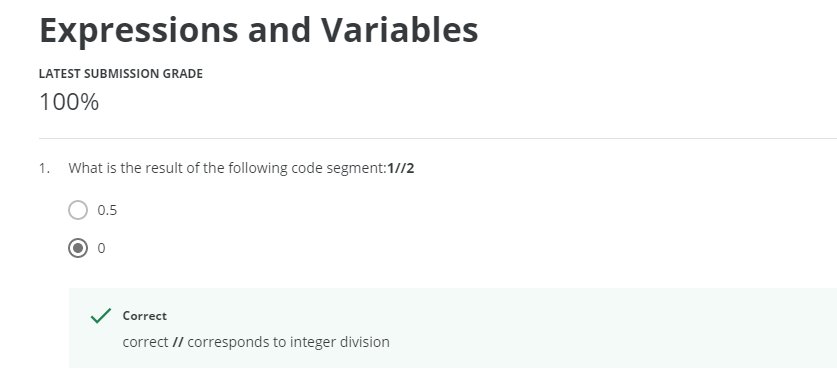 Expressions and Variables
LATEST SUBMISSION GRADE
100%
1. What is the result of the following code segment:1//2
0.5
0
Correct
correct // corresponds to integer division